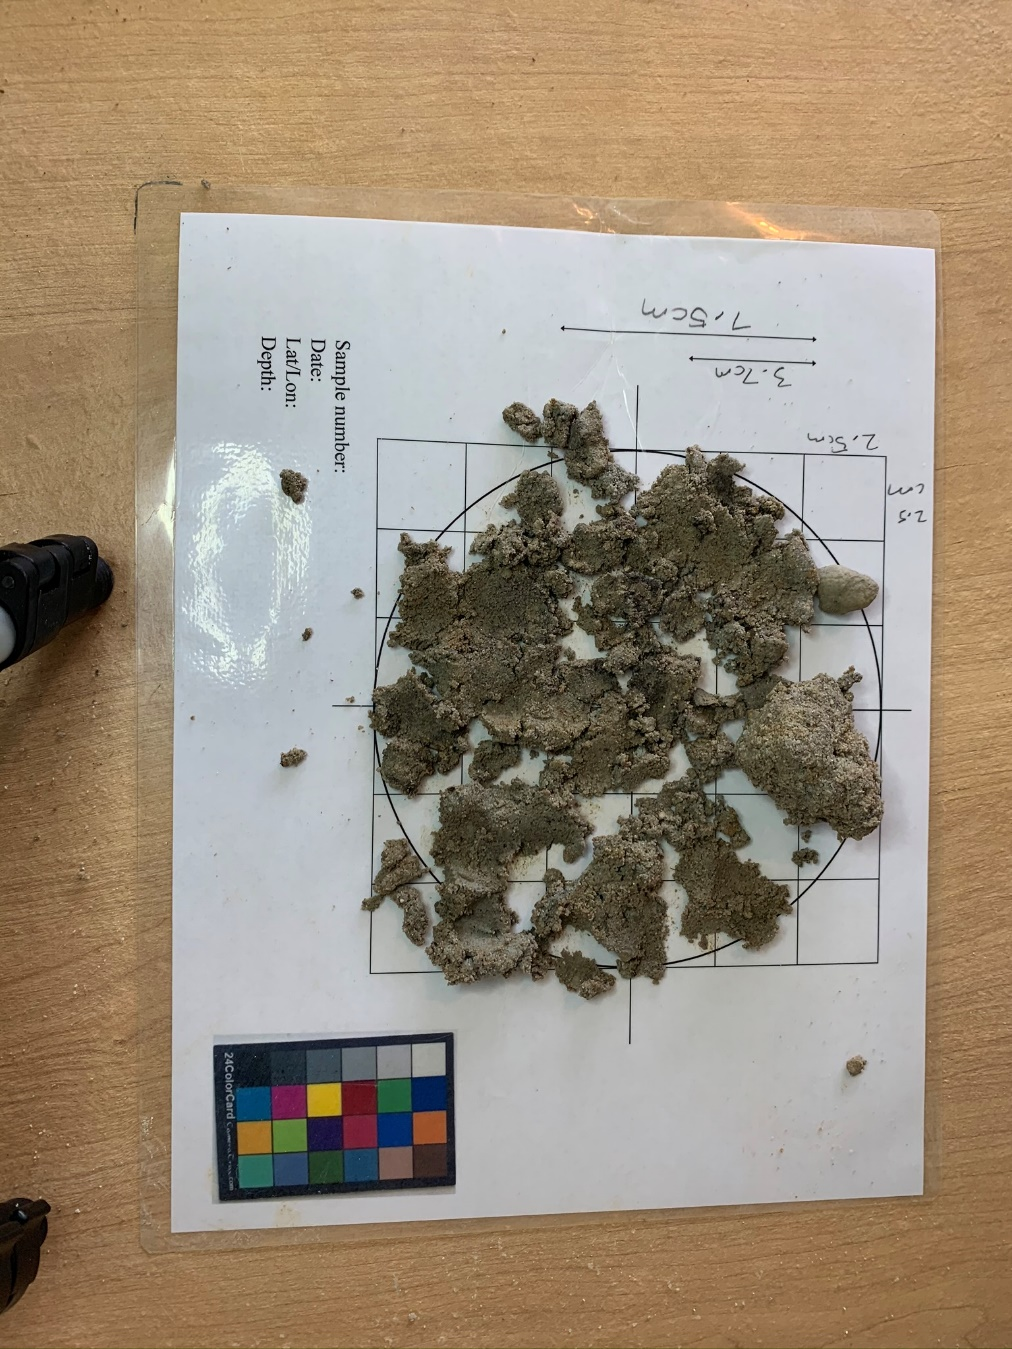 Sample number:
Date:
Lat/Lon:
Depth:
7.5cm
3.7cm
2.5cm
2.5
cm
24ColorCard